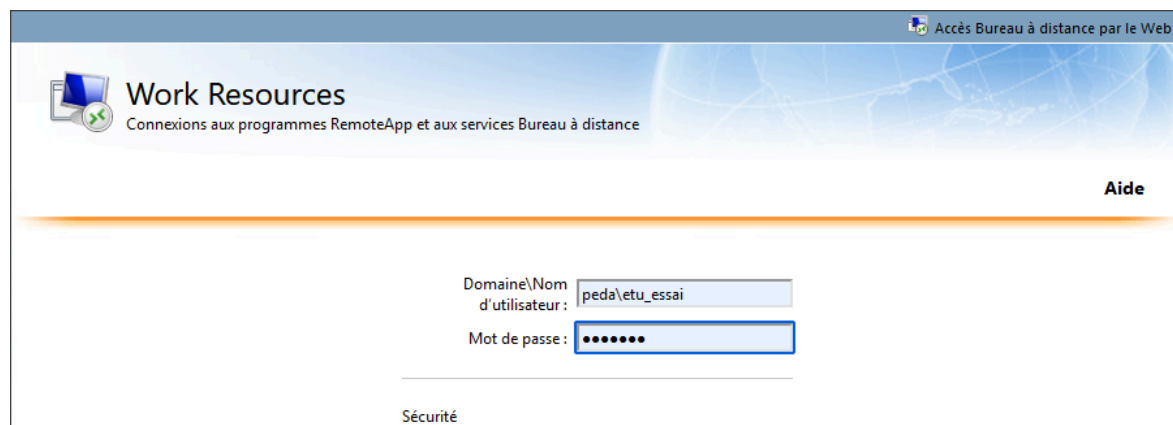 Accès Bureau à distance par le Web
Work Resources
Connexions aux programmes RemoteApp et aux services Bureau à distance
Aide
Domaine\Nom
d'utilisateur :
peda\etu_essai
Mot de passe :
•••••••
Sécurité